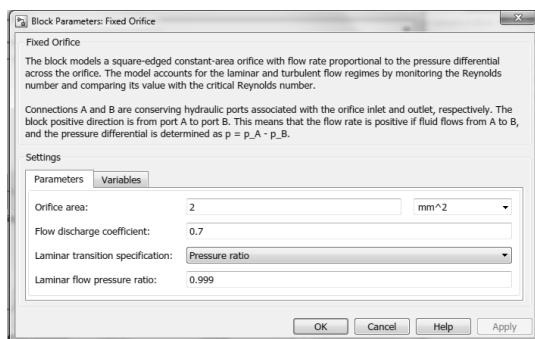 Block Parameters: Fixed Orifice
Fixed Orifice
The block models a square-edged constant-area orifice with flow rate proportional to the pressure differential
across the orifice. The model accounts for the laminar and turbulent flow regimes by monitoring the Reynolds
number and comparing its value with the critical Reynolds number.
Connections A and B are conserving hydraulic ports associated with the orifice inlet and outlet, respectively. The
block positive direction is from port A to port B. This means that the flow rate is positive if fluid flows from A to B,
and the pressure differential is determined as p = p_A - p_B.
Settings
Parameters Variables
Orifice area: 2 mm^2
Flow discharge coefficient: 0.7
Laminar transition specification: Pressure ratio
Laminar flow pressure ratio: 0.999
OK Cancel Help Apply